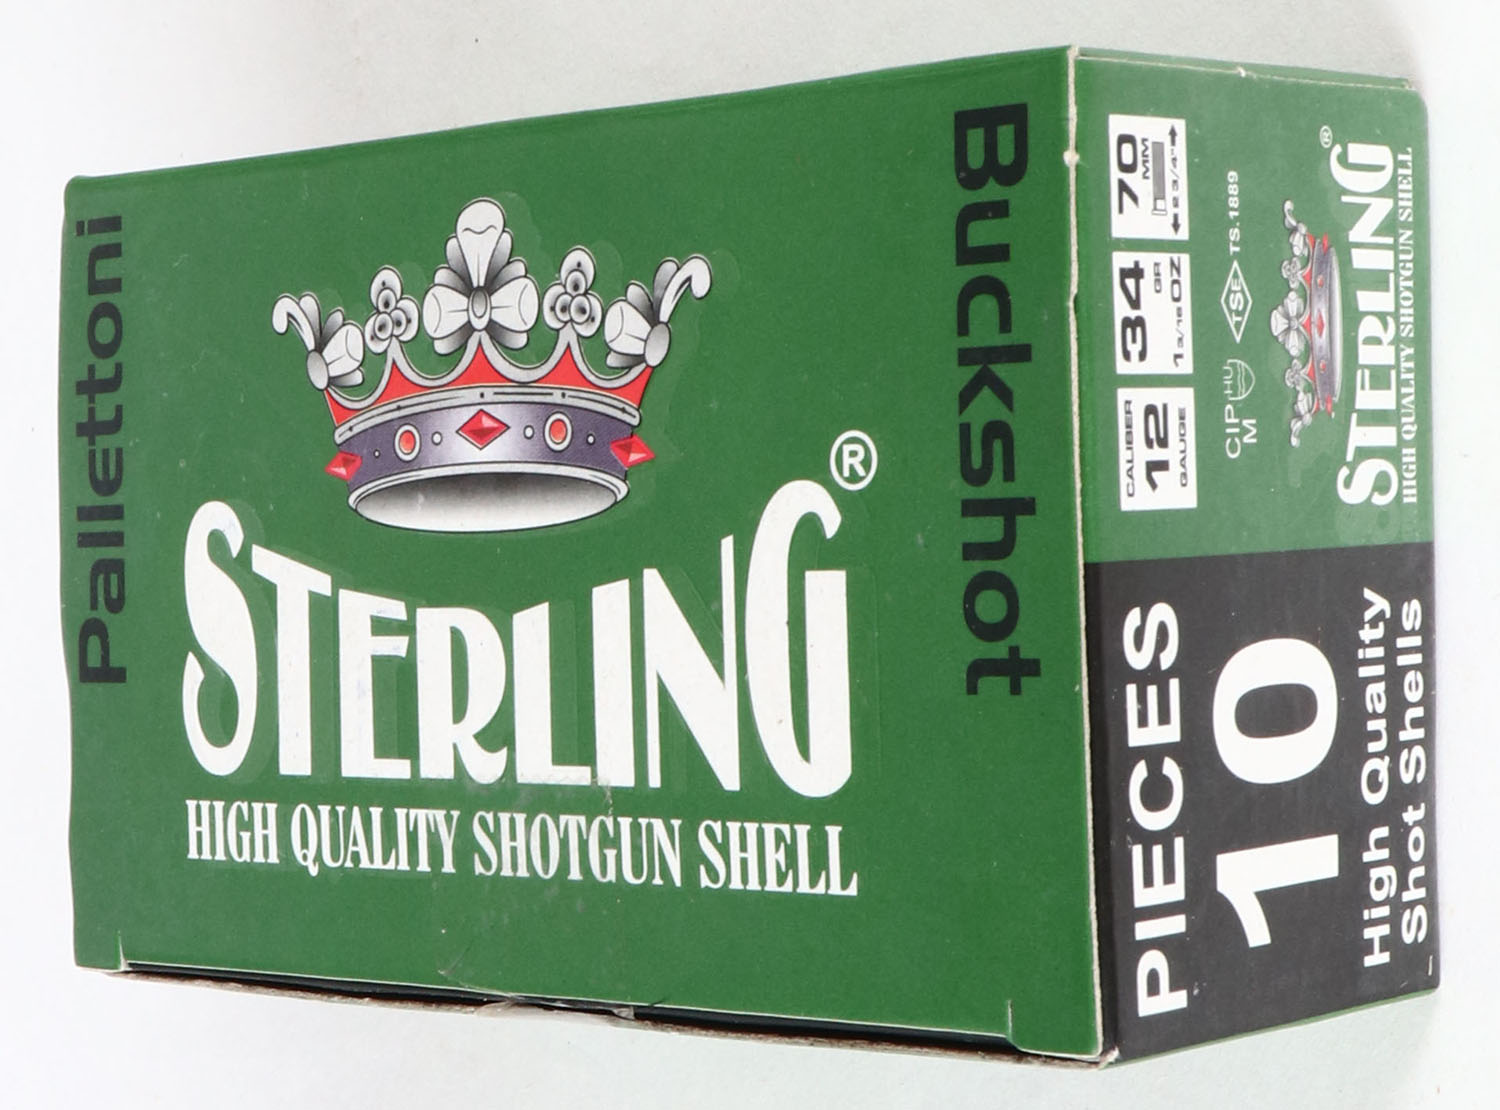 Pallettoni
STERLING®
HIGH QUALITY SHOTGUN SHELL
Buckshot
CALIBER
12
GAUGE
34
GR
1 3/16 OZ
70
MM
2 3/4"
CIP HU
M
TSE TS.1889
STERLING®
HIGH QUALITY SHOTGUN SHELL
PIECES
10
High Quality
Shot Shells